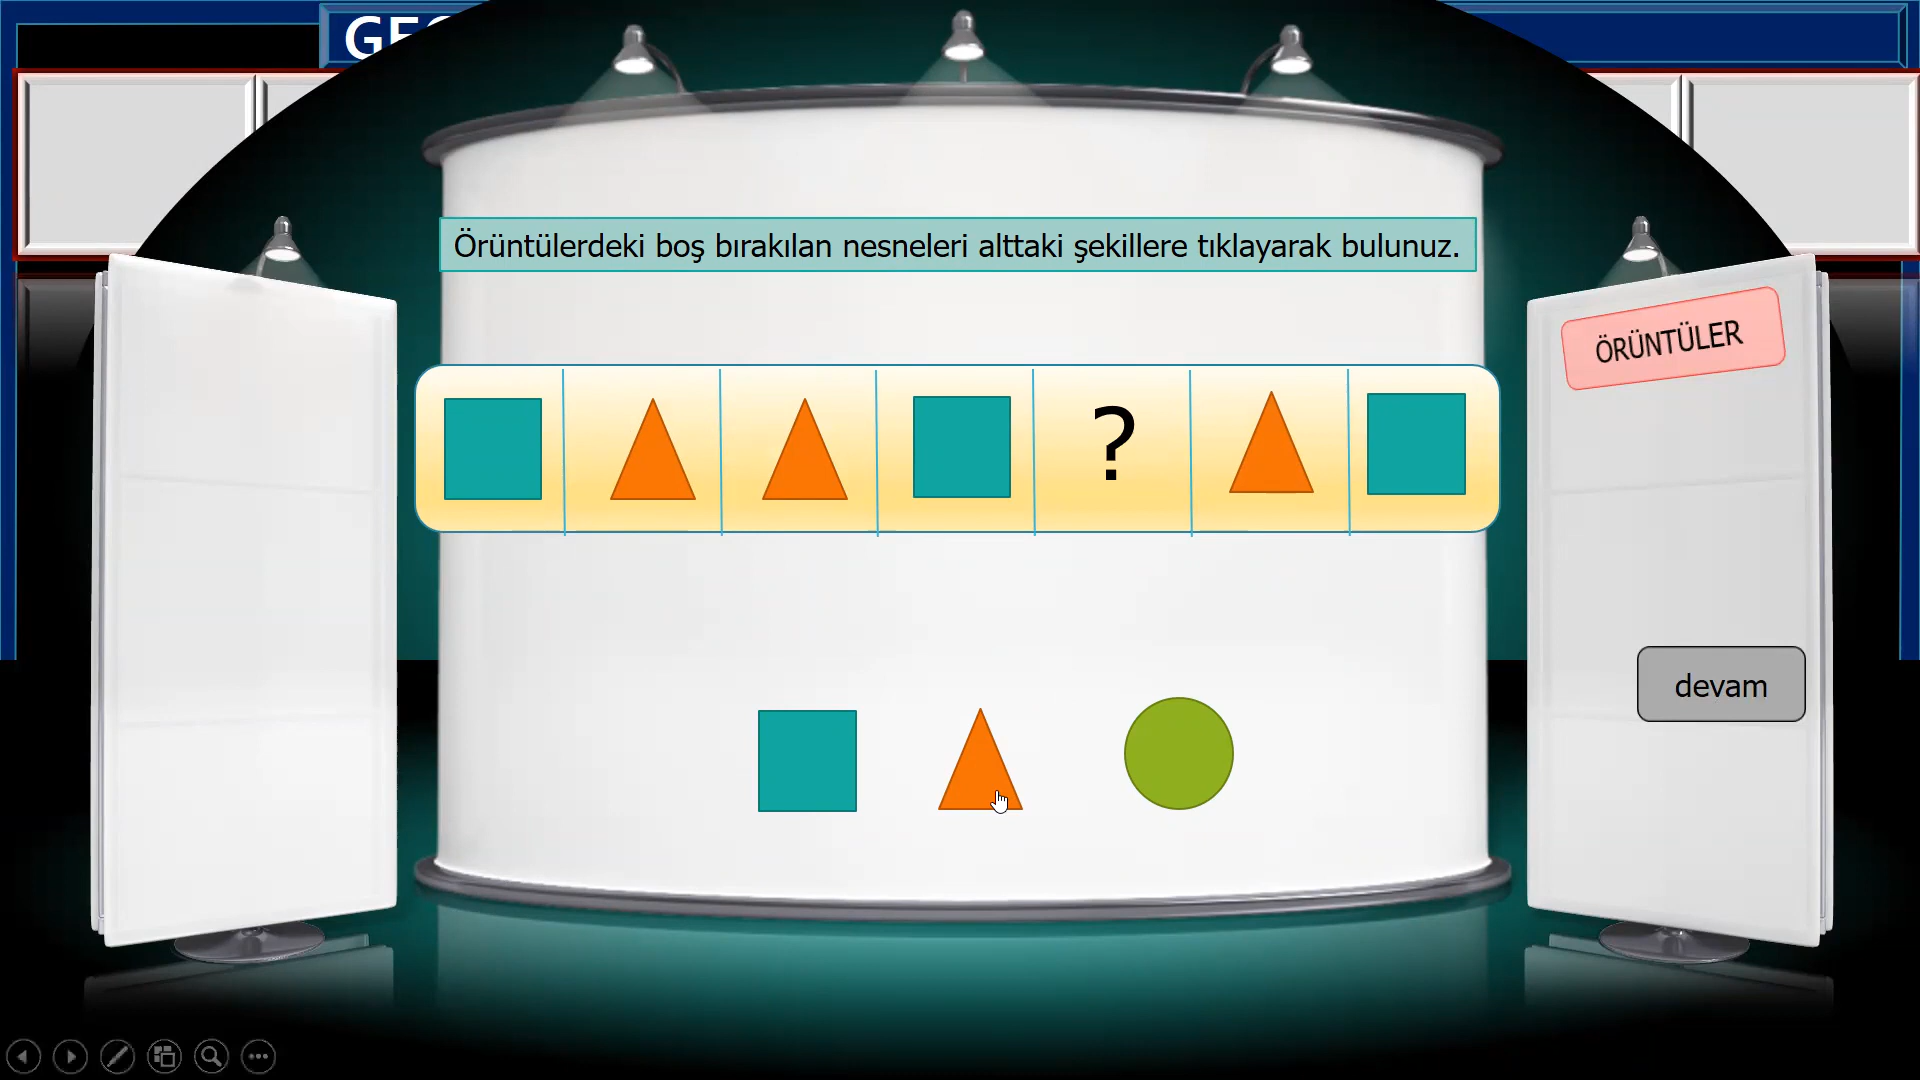 Örüntülerdeki boş bırakılan nesneleri alttaki şekillere tıklayarak bulunuz.
ÖRÜNTÜLER
?
devam